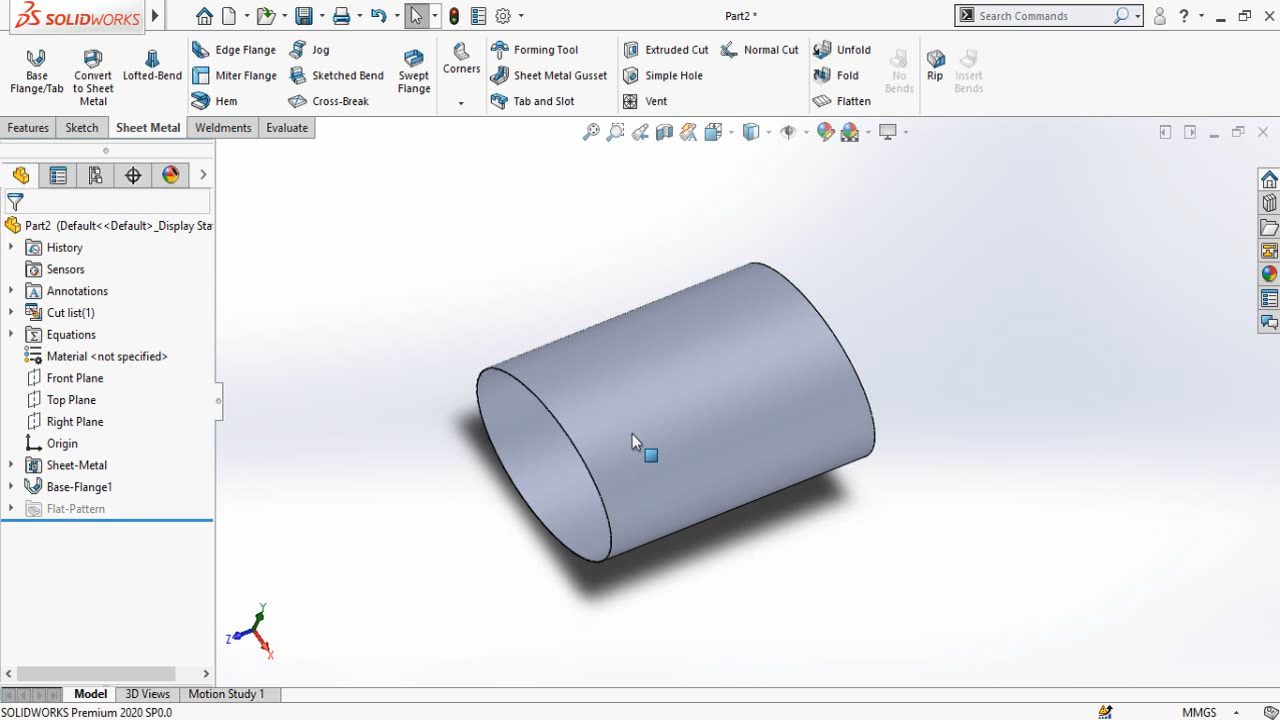 SOLIDWORKS
Part2 *
Search Commands
?
Base Flange/Tab
Convert to Sheet Metal
Lofted-Bend
Edge Flange
Miter Flange
Hem
Jog
Sketched Bend
Cross-Break
Swept Flange
Corners
Forming Tool
Sheet Metal Gusset
Tab and Slot
Extruded Cut
Simple Hole
Vent
Normal Cut
Unfold
Fold
Flatten
No Bends
Rip
Insert Bends
Features
Sketch
Sheet Metal
Weldments
Evaluate
Part2 (Default<<Default>_Display Sta
History
Sensors
Annotations
Cut list(1)
Equations
Material <not specified>
Front Plane
Top Plane
Right Plane
Origin
Sheet-Metal
Base-Flange1
Flat-Pattern
Y
Z
X
Model
3D Views
Motion Study 1
SOLIDWORKS Premium 2020 SP0.0
MMGS